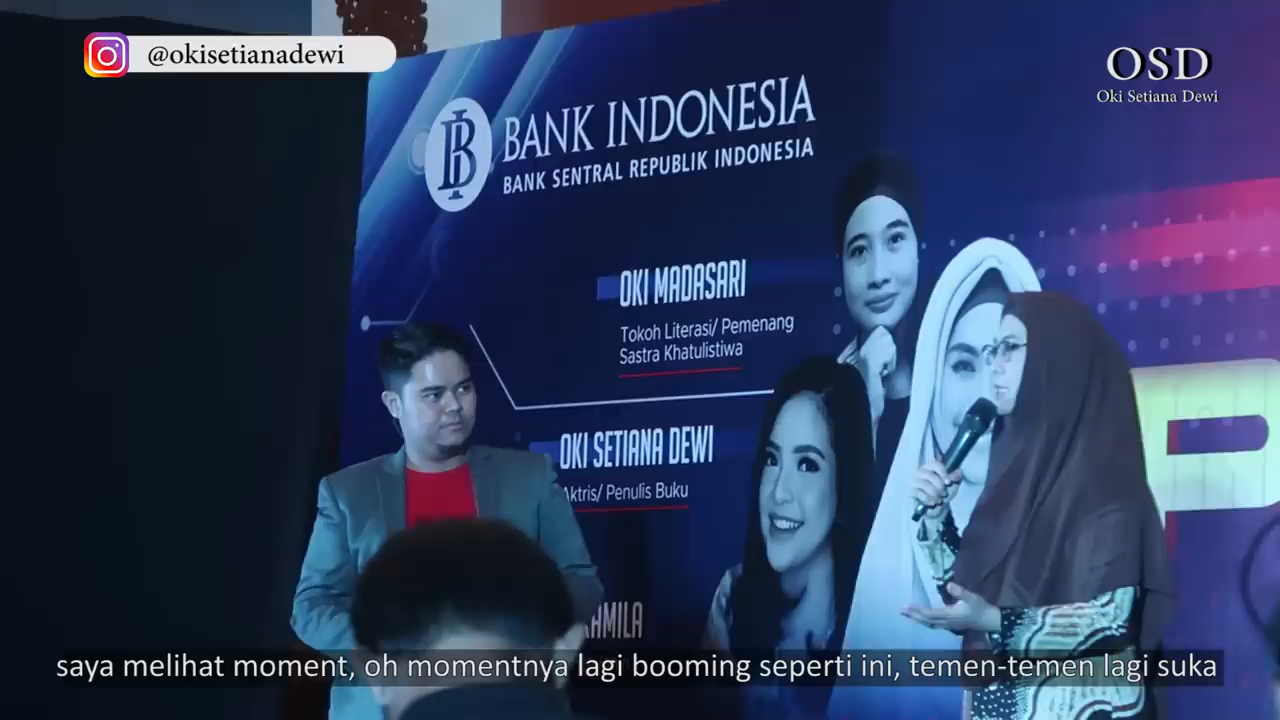 @okisetianadewi
OSD
Oki Setiana Dewi
BANK INDONESIA
BANK SENTRAL REPUBLIK INDONESIA
OKI MADASARI
Tokoh Literasi/ Pemenang
Sastra Khatulistiwa
OKI SETIANA DEWI
Aktris/ Penulis Buku
saya melihat moment, oh momentnya lagi booming seperti ini, temen-temen lagi suka